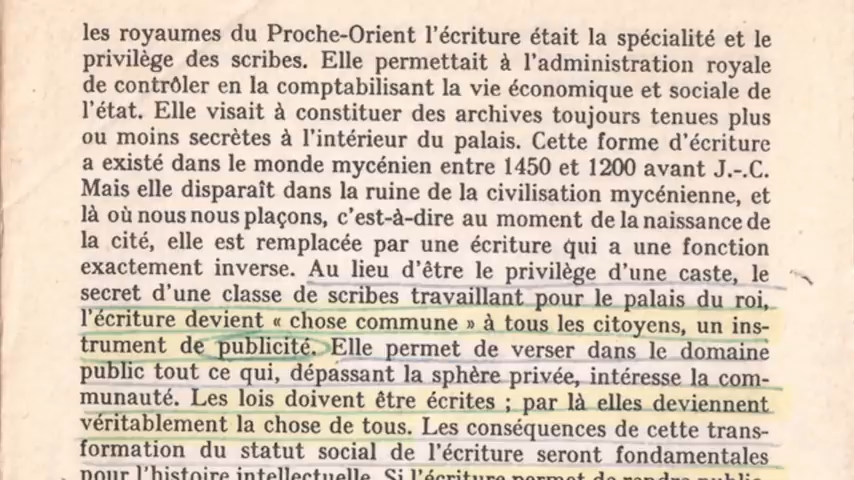 les royaumes du Proche-Orient l'écriture était la spécialité et le
privilège des scribes. Elle permettait à l'administration royale
de contrôler en la comptabilisant la vie économique et sociale de
l'état. Elle visait à constituer des archives toujours tenues plus
ou moins secrètes à l'intérieur du palais. Cette forme d'écriture
a existé dans le monde mycénien entre 1450 et 1200 avant J.-.C.
Mais elle disparaît dans la ruine de la civilisation mycénienne, et
là où nous nous plaçons, c'est-à-dire au moment de la naissance de
la cité, elle est remplacée par une écriture qui a une fonction
exactement inverse. Au lieu d'être le privilège d'une caste, le
secret d'une classe de scribes travaillant pour le palais du roi,
l'écriture devient « chose commune » à tous les citoyens, un ins-
trument de publicité. Elle permet de verser dans le domaine
public tout ce qui, dépassant la sphère privée, intéresse la com-
munauté. Les lois doivent être écrites ; par là elles deviennent
véritablement la chose de tous. Les conséquences de cette trans-
formation du statut social de l'écriture seront fondamentales
pour l'histoire intellectuelle. Si l'écriture permet de rendre public